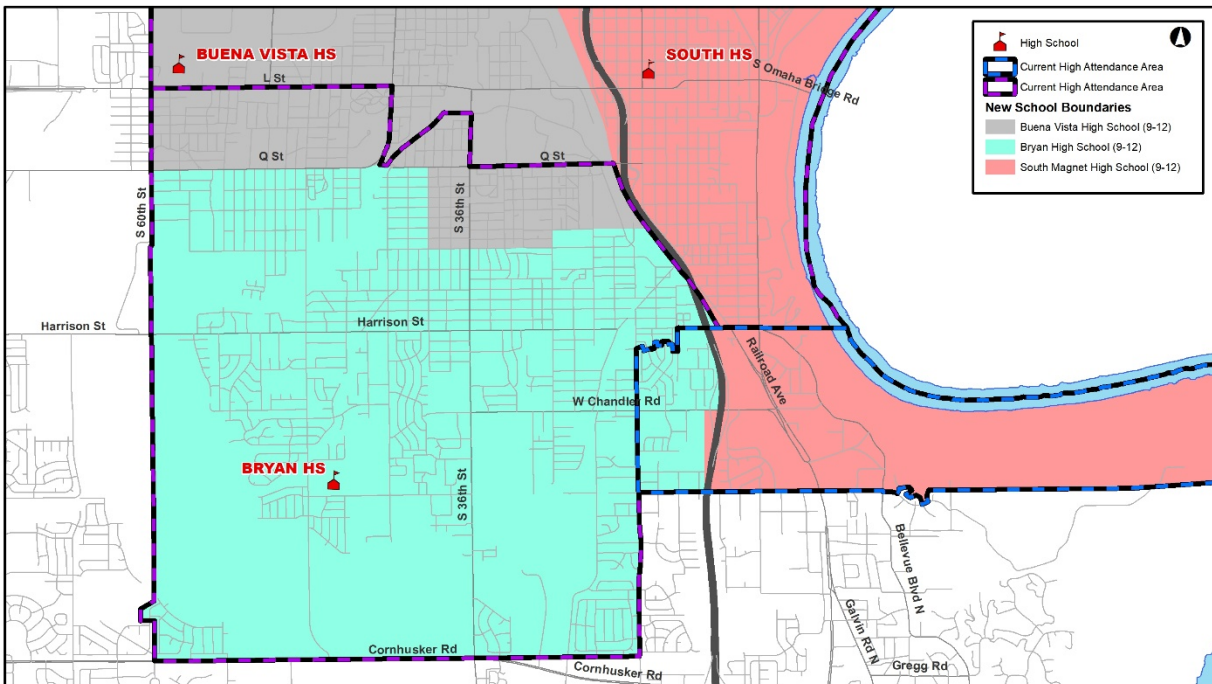 BUENA VISTA HS
SOUTH HS
L St
S Omaha Bridge Rd
Q St
Q St
S 60th St
S 36th St
Harrison St
Harrison St
Railroad Ave
W Chandler Rd
BRYAN HS
S 36th St
Bellevue Blvd N
Galvin Rd N
Cornhusker Rd
Cornhusker Rd
Gregg Rd
High School
Current High Attendance Area
Current High Attendance Area
New School Boundaries
Buena Vista High School (9-12)
Bryan High School (9-12)
South Magnet High School (9-12)